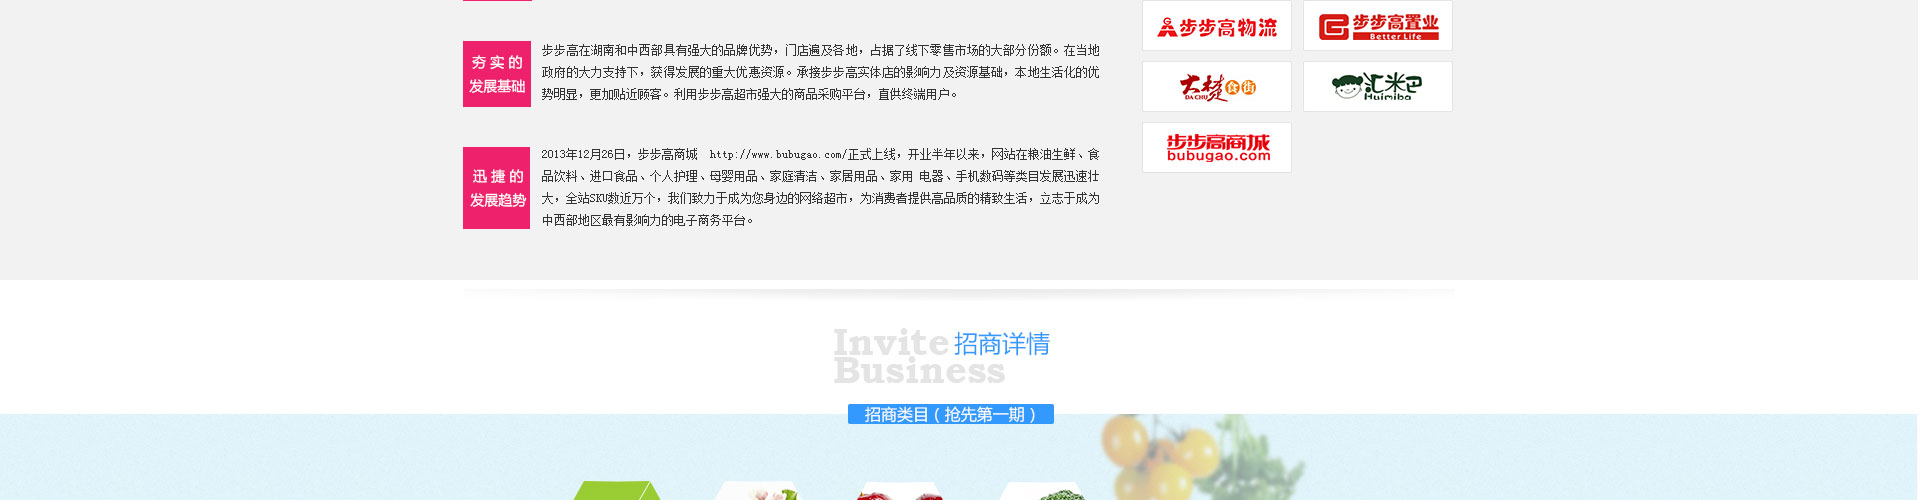 夯实的
发展基础
步步高在湖南和中西部具有强大的品牌优势，门店遍及各地，占据了线下零售市场的大部分份额。在当地
政府的大力支持下，获得发展的重大优惠资源。承接步步高实体店的影响力及资源基础，本地生活化的优
势明显，更加贴近顾客。利用步步高超市强大的商品采购平台，直供终端用户。
迅捷的
发展趋势
2013年12月26日，步步高商城 http://www.bubugao.com/正式上线，开业半年以来，网站在粮油生鲜、食
品饮料、进口食品、个人护理、母婴用品、家庭清洁、家居用品、家用 电器、手机数码等类目发展迅速壮
大，全站SKU数近万个，我们致力于成为您身边的网络超市，为消费者提供高品质的精致生活，立志于成为
中西部地区最有影响力的电子商务平台。
步步高物流
步步高置业
Better Life
大楚食街
DA CHU
汇米巴
Huimiba
步步高商城
bubugao.com
Invite 招商详情
Business
招商类目（抢先第一期）